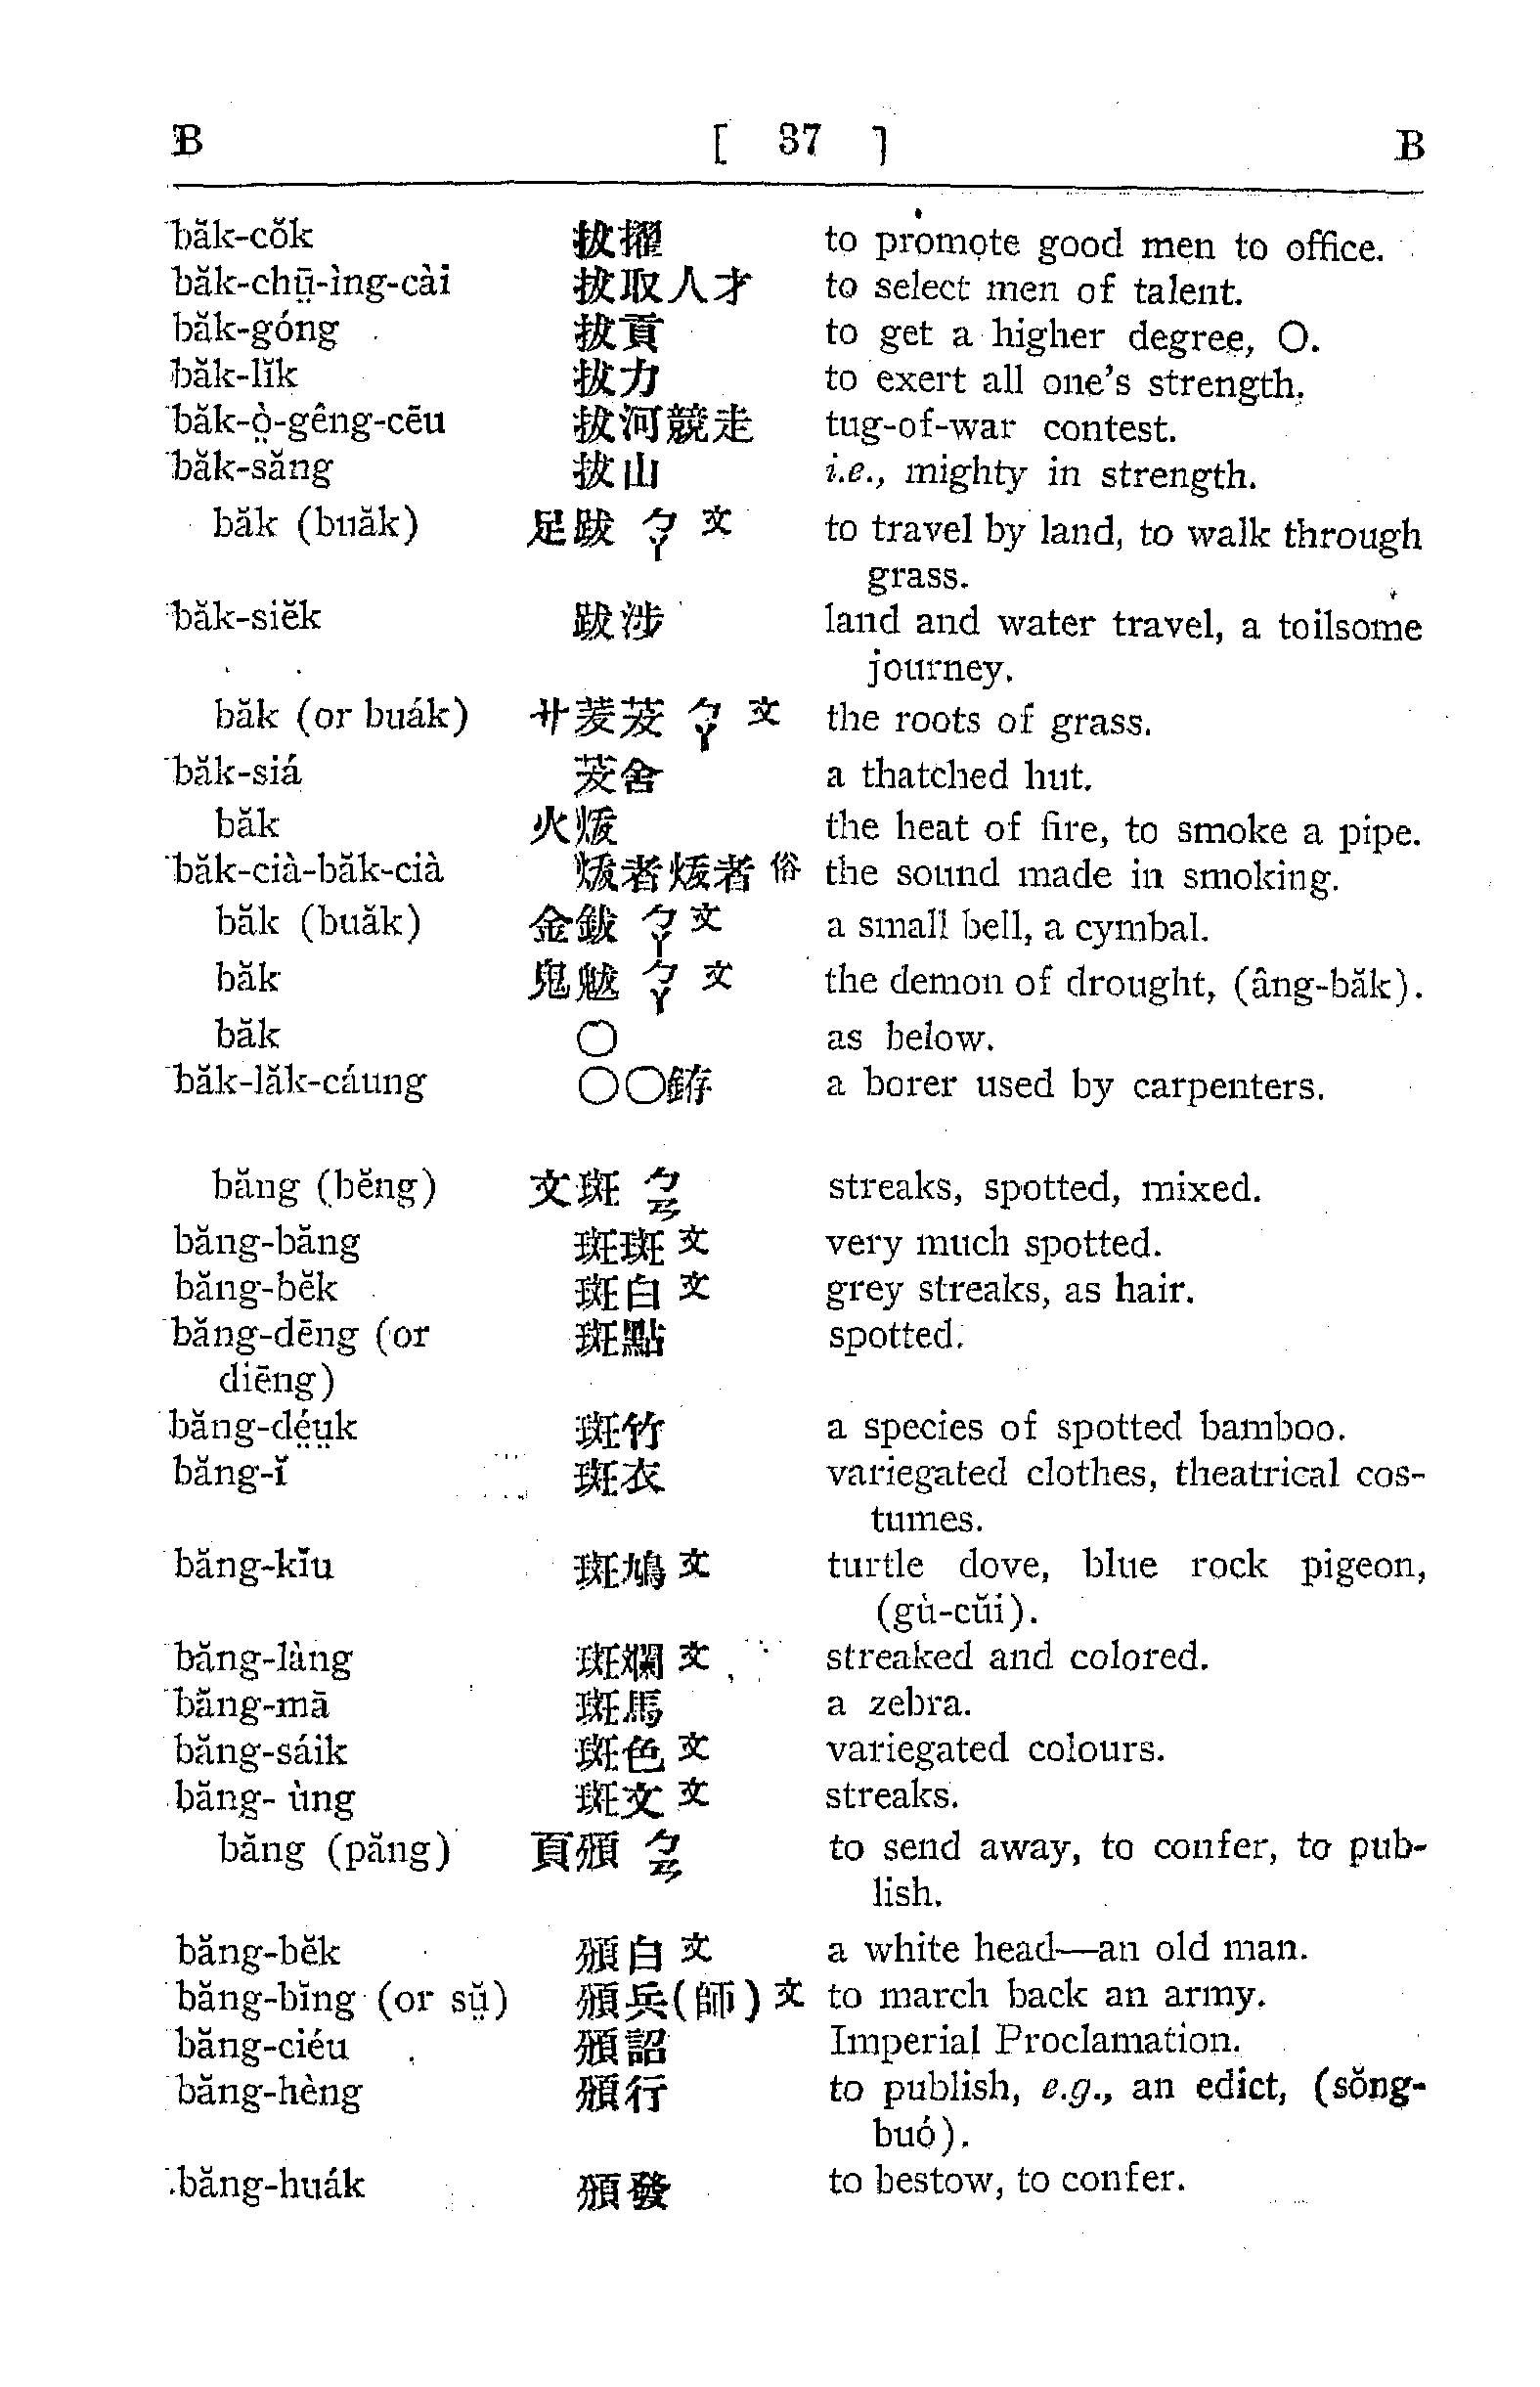 B [ 37 ] B
băk-cŏk 拔擢 to promote good men to office.
băk-chṳ̄-ìng-cài 拔取人才 to select men of talent.
băk-góng 拔貢 to get a higher degree, O.
băk-lĭk 拔力 to exert all one's strength.
băk-ò̤-gêng-cēu 拔河競走 tug-of-war contest.
băk-săng 拔山 i.e., mighty in strength.
băk (buăk) 足跋 ㄅㄚ 文 to travel by land, to walk through
grass.
băk-siĕk 跋涉 land and water travel, a toilsome
journey.
băk (or buák) 艹茇茇 ㄅㄚ 文 the roots of grass.
băk-siá 茇舍 a thatched hut.
băk 火 the heat of fire, to smoke a pipe.
băk-cià-băk-cià 者 者 俗 the sound made in smoking.
băk (buăk) 金鈸 ㄅㄚ 文 a small bell, a cymbal.
băk 鬼魃 ㄅㄚ 文 the demon of drought, (âng-băk).
băk ○ as below.
băk-lăk-cáung ○○ a borer used by carpenters.
băng (bĕng) 文斑 ㄅㄢ streaks, spotted, mixed.
băng-băng 斑斑 文 very much spotted.
băng-bĕk 斑白 文 grey streaks, as hair.
băng-dēng (or 斑點 spotted.
diēng)
băng-dé̤ṳk 斑竹 a species of spotted bamboo.
băng-ĭ 斑衣 variegated clothes, theatrical cos-
tumes.
băng-kĭu 斑鳩 文 turtle dove, blue rock pigeon,
(gù-cŭi).
băng-làng 斑斕 文 streaked and colored.
băng-mā 斑馬 a zebra.
băng-sáik 斑色 文 variegated colours.
băng- ùng 斑文 文 streaks.
băng (păng) 頁頒 ㄅㄢ to send away, to confer, to pub-
lish.
băng-bĕk 頒白 文 a white head—an old man.
băng-bĭng (or sṳ̆) 頒兵(師) 文 to march back an army.
băng-ciéu 頒詔 Imperial Proclamation.
băng-hèng 頒行 to publish, e.g., an edict, (sŏng-
buó).
băng-huák 頒發 to bestow, to confer.